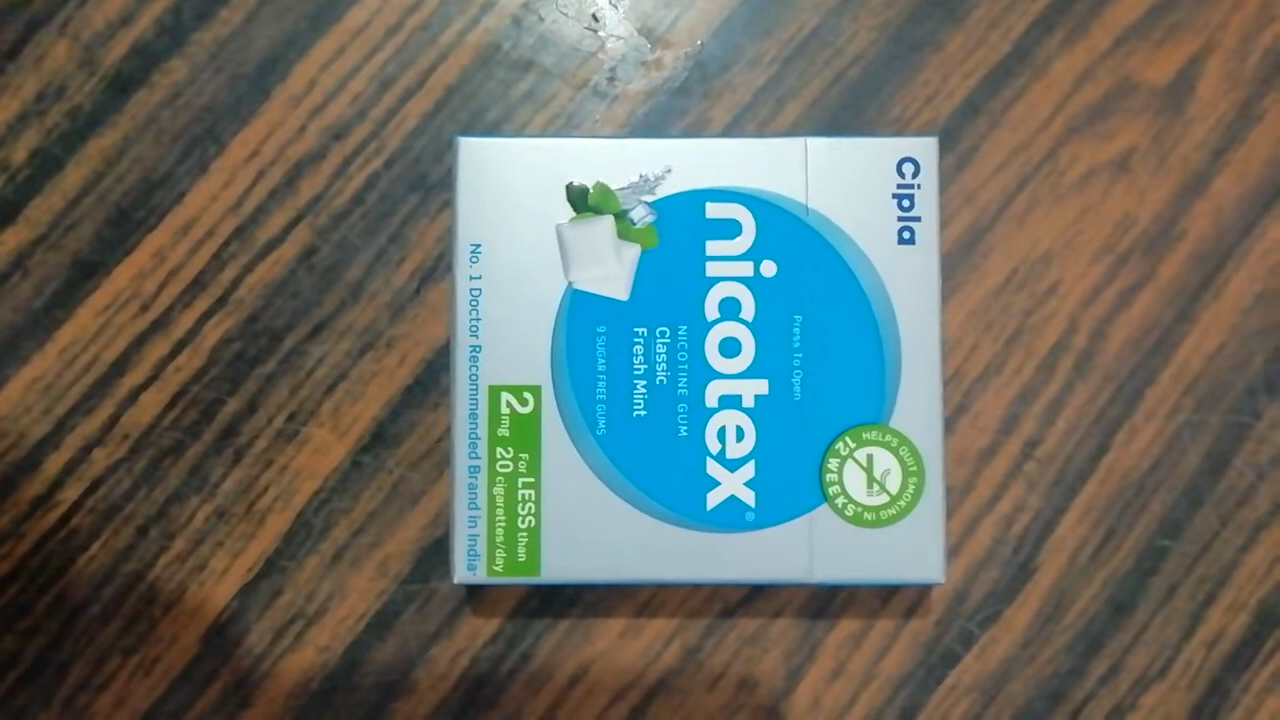 Cipla
HELPS QUIT SMOKING IN
12 WEEKS*
Press To Open
nicotex®
NICOTINE GUM
Classic
Fresh Mint
9 SUGAR FREE GUMS
For LESS than
2mg 20 cigarettes/day
No. 1 Doctor Recommended Brand in India*